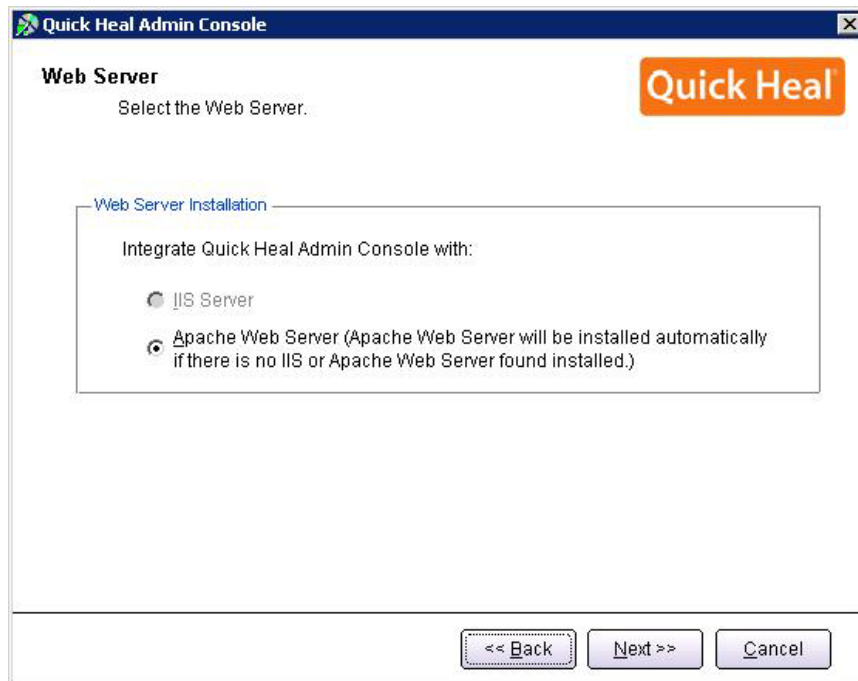 Quick Heal Admin Console
Web Server
Select the Web Server.
Quick Heal
Web Server Installation
Integrate Quick Heal Admin Console with:
IIS Server
Apache Web Server (Apache Web Server will be installed automatically
if there is no IIS or Apache Web Server found installed.)
<< Back
Next >>
Cancel